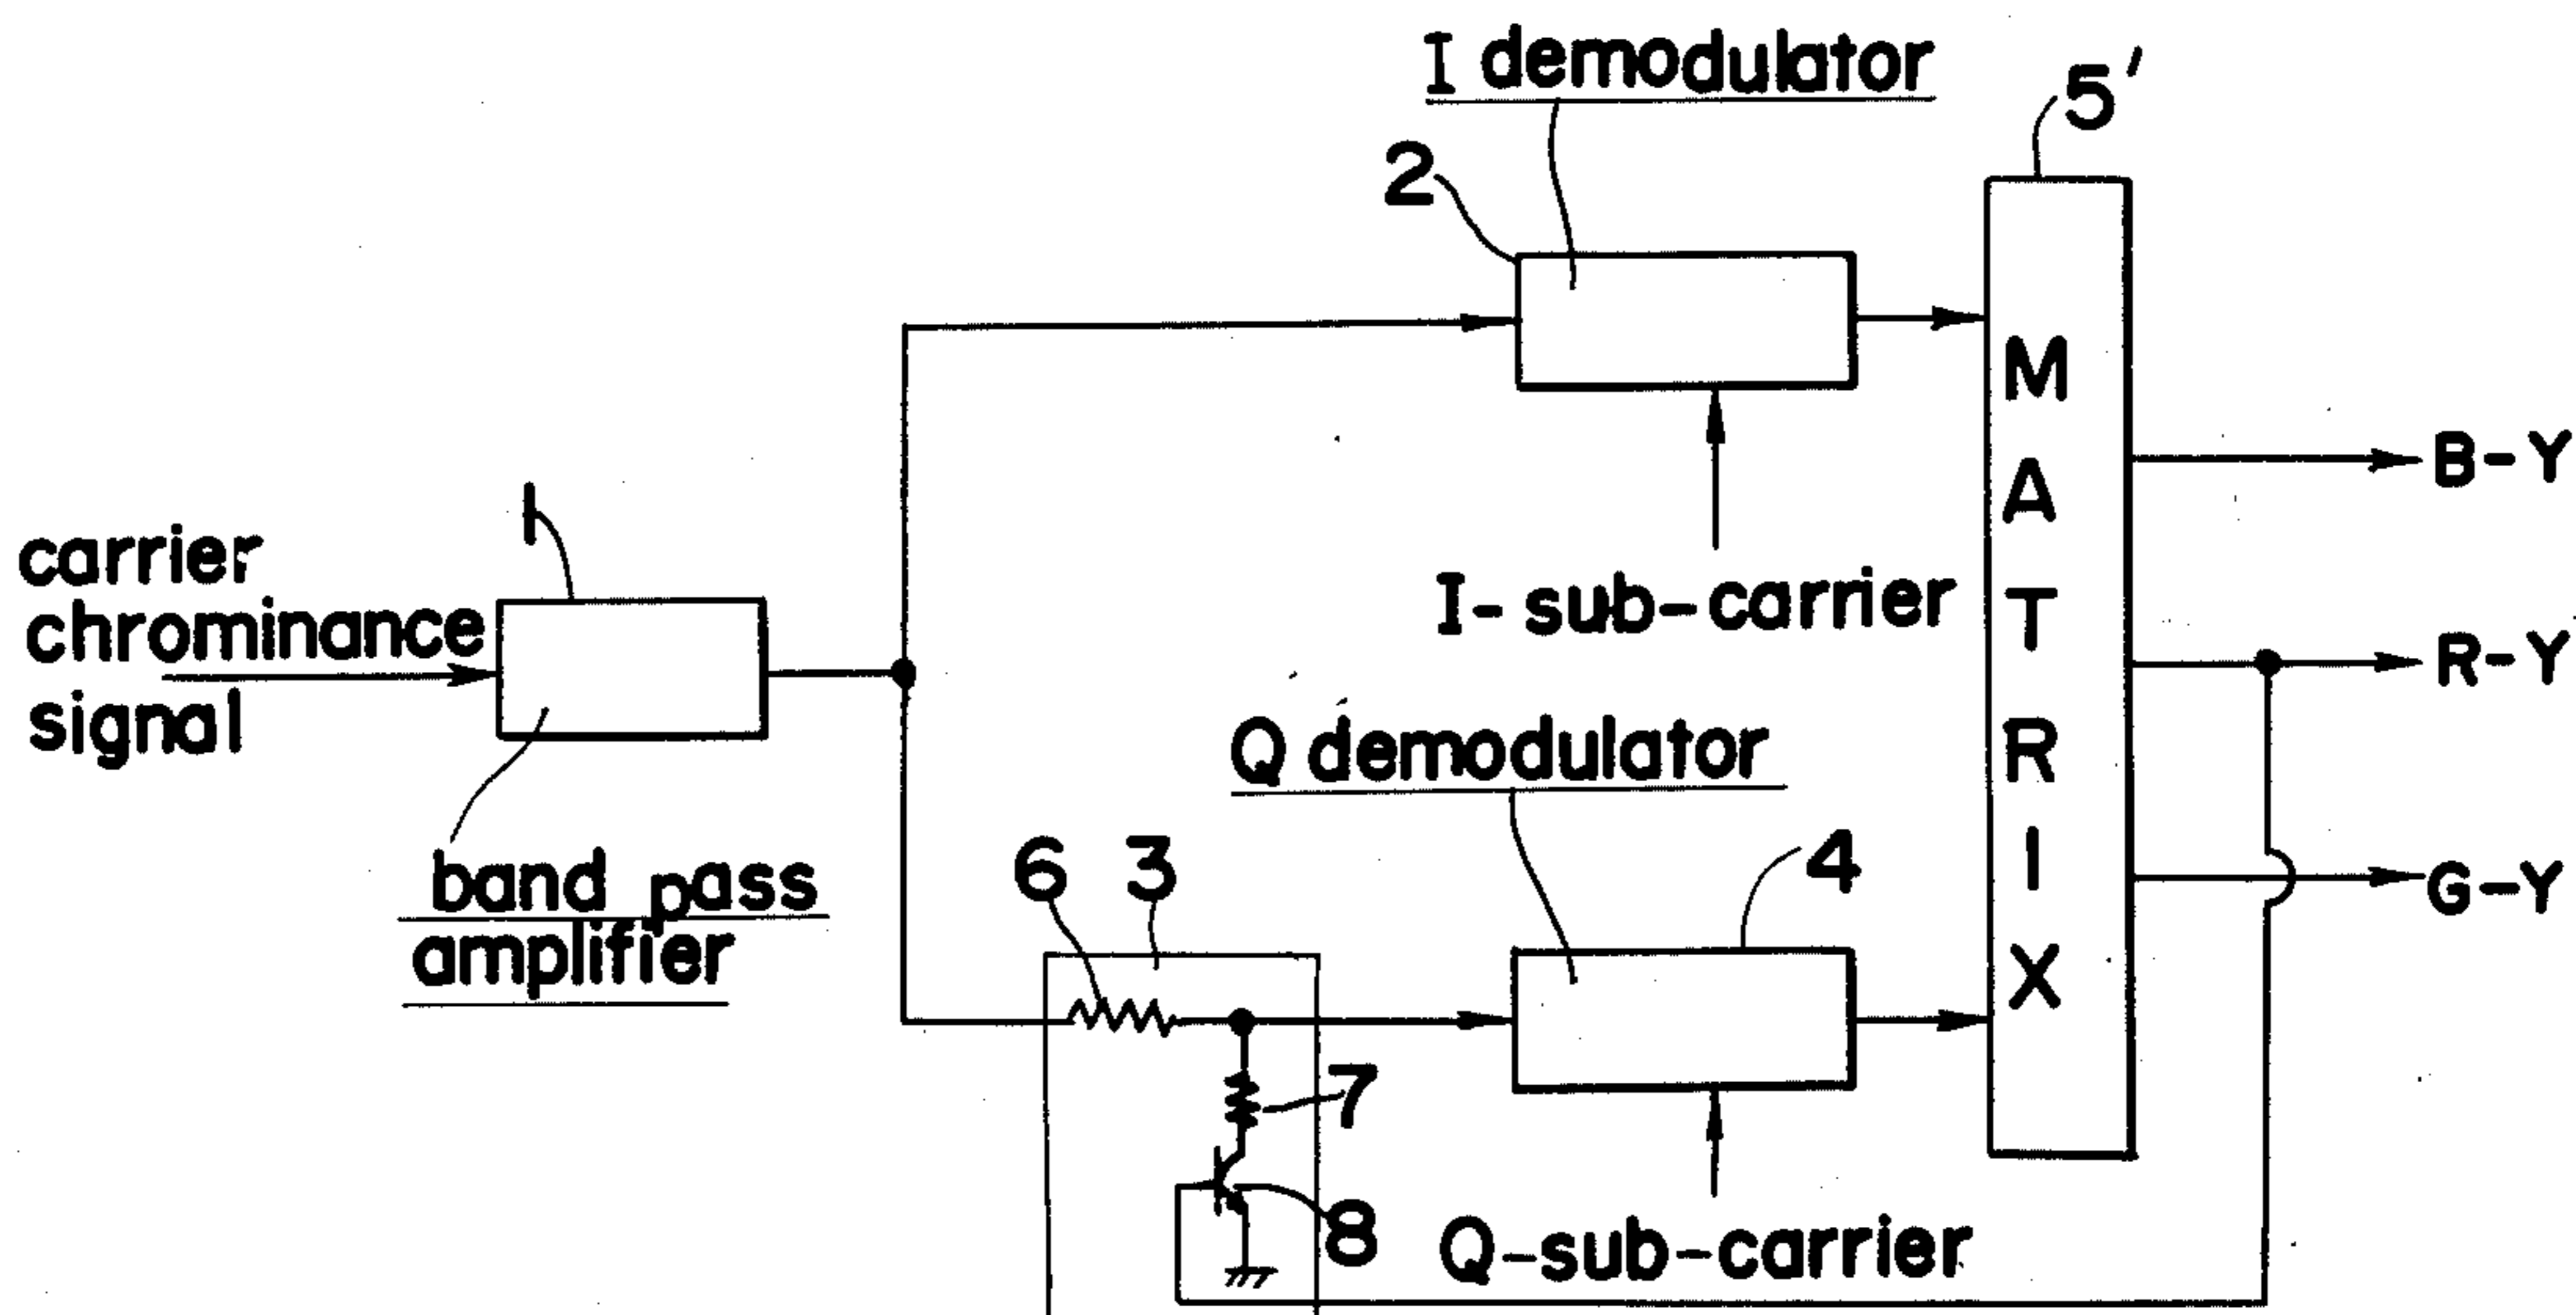 I demodulator
5'
2
1
carrier
chrominance
signal
I-sub-carrier
MATRIX
B-Y
R-Y
G-Y
band pass
amplifier
Q demodulator
6
3
4
7
8
Q-sub-carrier